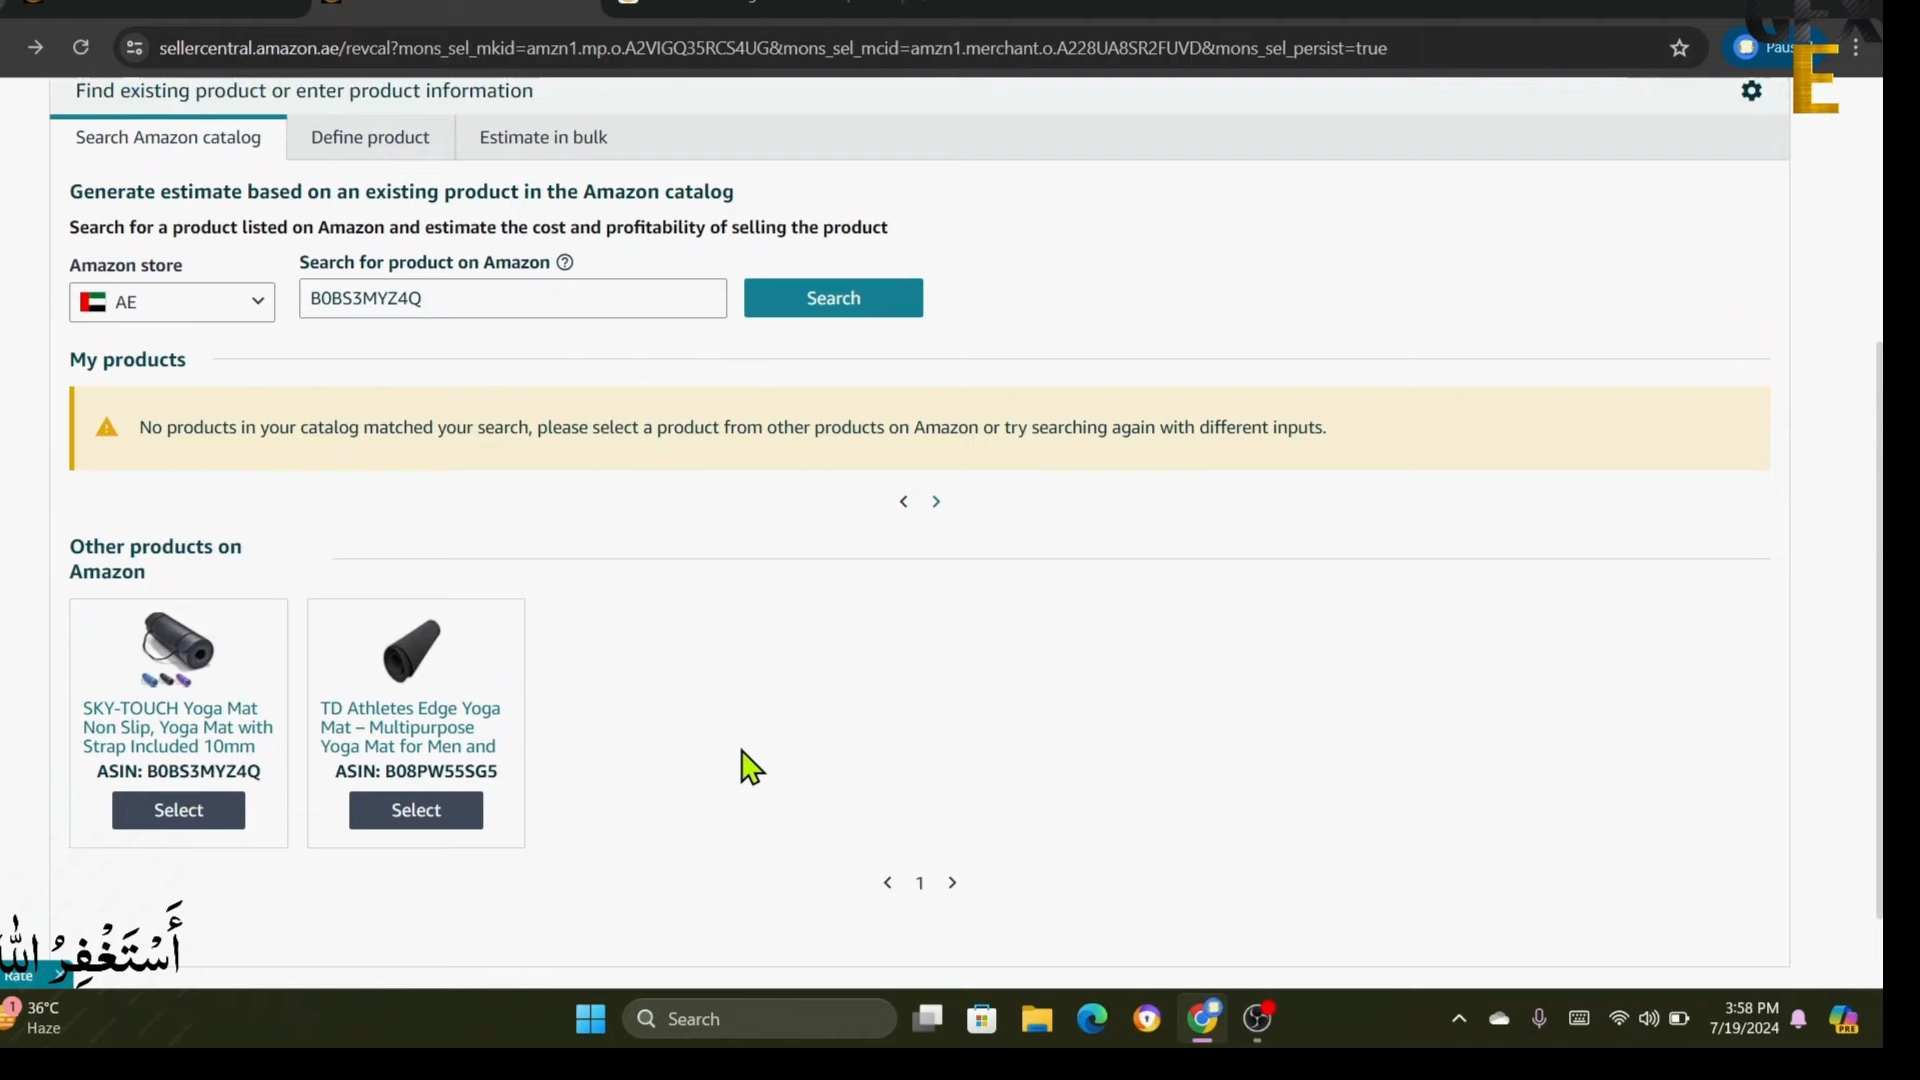 sellercentral.amazon.ae/revcal?mons_sel_mkid=amzn1.mp.o.A2VIGQ35RCS4UG&mons_sel_mcid=amzn1.merchant.o.A228UA8SR2FUVD&mons_sel_persist=true
E
Find existing product or enter product information
Search Amazon catalog
Define product
Estimate in bulk
Generate estimate based on an existing product in the Amazon catalog
Search for a product listed on Amazon and estimate the cost and profitability of selling the product
Amazon store
Search for product on Amazon
AE
B0BS3MYZ4Q
Search
My products
No products in your catalog matched your search, please select a product from other products on Amazon or try searching again with different inputs.
Other products on
Amazon
SKY-TOUCH Yoga Mat
Non Slip, Yoga Mat with
Strap Included 10mm
ASIN: B0BS3MYZ4Q
Select
TD Athletes Edge Yoga
Mat – Multipurpose
Yoga Mat for Men and
ASIN: B08PW55SG5
Select
1
أَسْتَغْفِرُ اللّٰه
Rate
1
36°C
Haze
Search
3:58 PM
7/19/2024
PRE